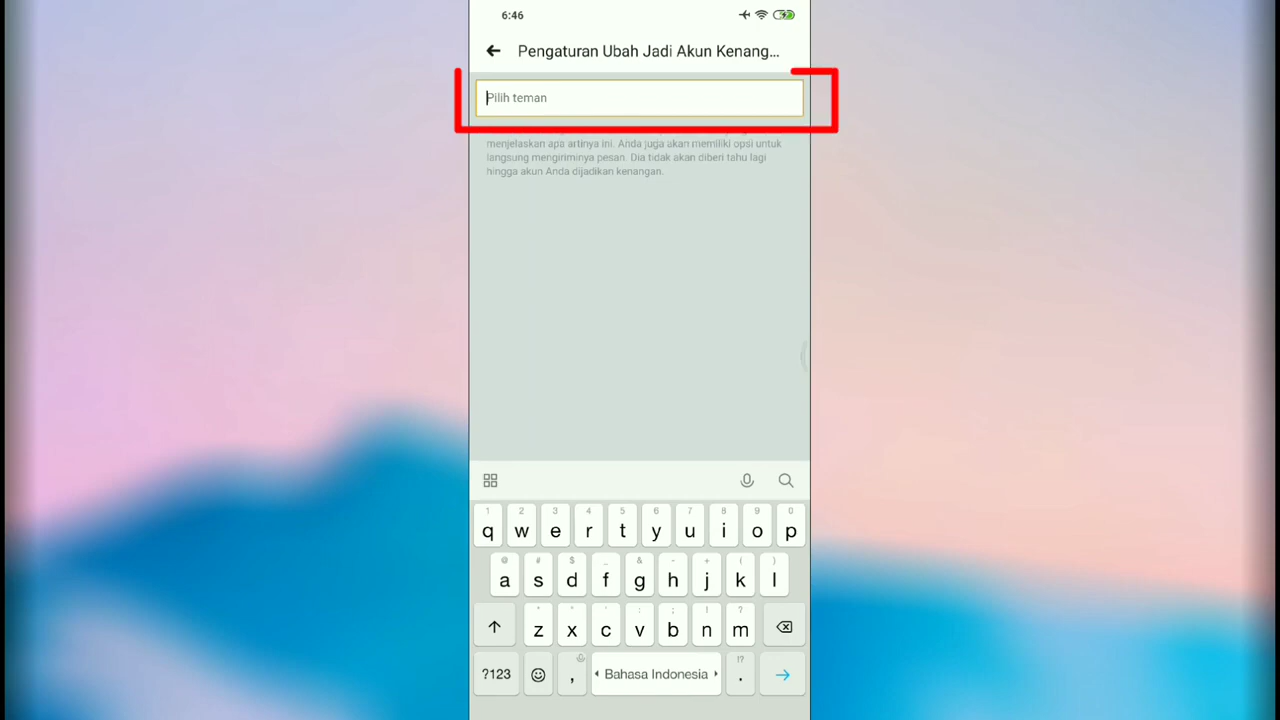 6:46
Pengaturan Ubah Jadi Akun Kenang...
Pilih teman
menjelaskan apa artinya ini. Anda juga akan memiliki opsi untuk
langsung mengiriminya pesan. Dia tidak akan diberi tahu lagi
hingga akun Anda dijadikan kenangan.
1 2 3 4 5 6 7 8 9 0
q w e r t y u i o p
@ # $ _ & - + ( )
a s d f g h j k l
* " ' : ; ! ?
z x c v b n m
!?
?123 , Bahasa Indonesia .